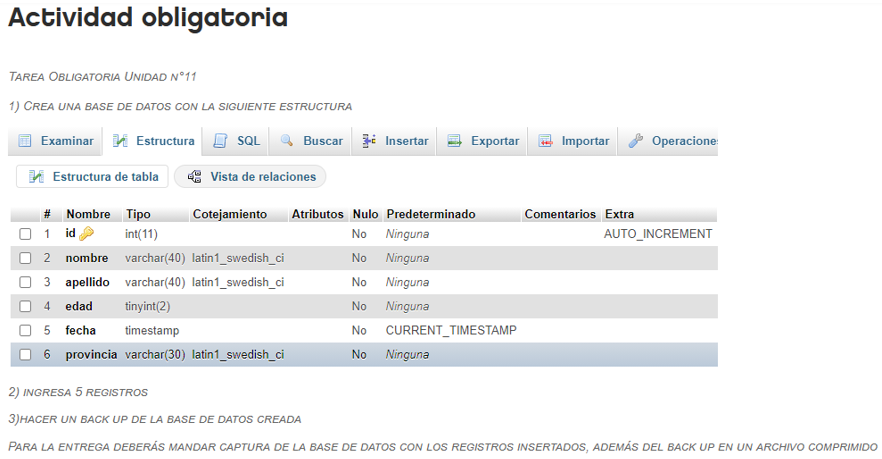 Actividad obligatoria
Tarea Obligatoria Unidad n°11
1) Crea una base de datos con la siguiente estructura
Examinar Estructura SQL Buscar Insertar Exportar Importar Operaciones
Estructura de tabla Vista de relaciones
# Nombre Tipo Cotejamiento Atributos Nulo Predeterminado Comentarios Extra
1 id int(11) No Ninguna AUTO_INCREMENT
2 nombre varchar(40) latin1_swedish_ci No Ninguna
3 apellido varchar(40) latin1_swedish_ci No Ninguna
4 edad tinyint(2) No Ninguna
5 fecha timestamp No CURRENT_TIMESTAMP
6 provincia varchar(30) latin1_swedish_ci No Ninguna
2) ingresa 5 registros
3)hacer un back up de la base de datos creada
Para la entrega deberás mandar captura de la base de datos con los registros insertados, además del back up en un archivo comprimido